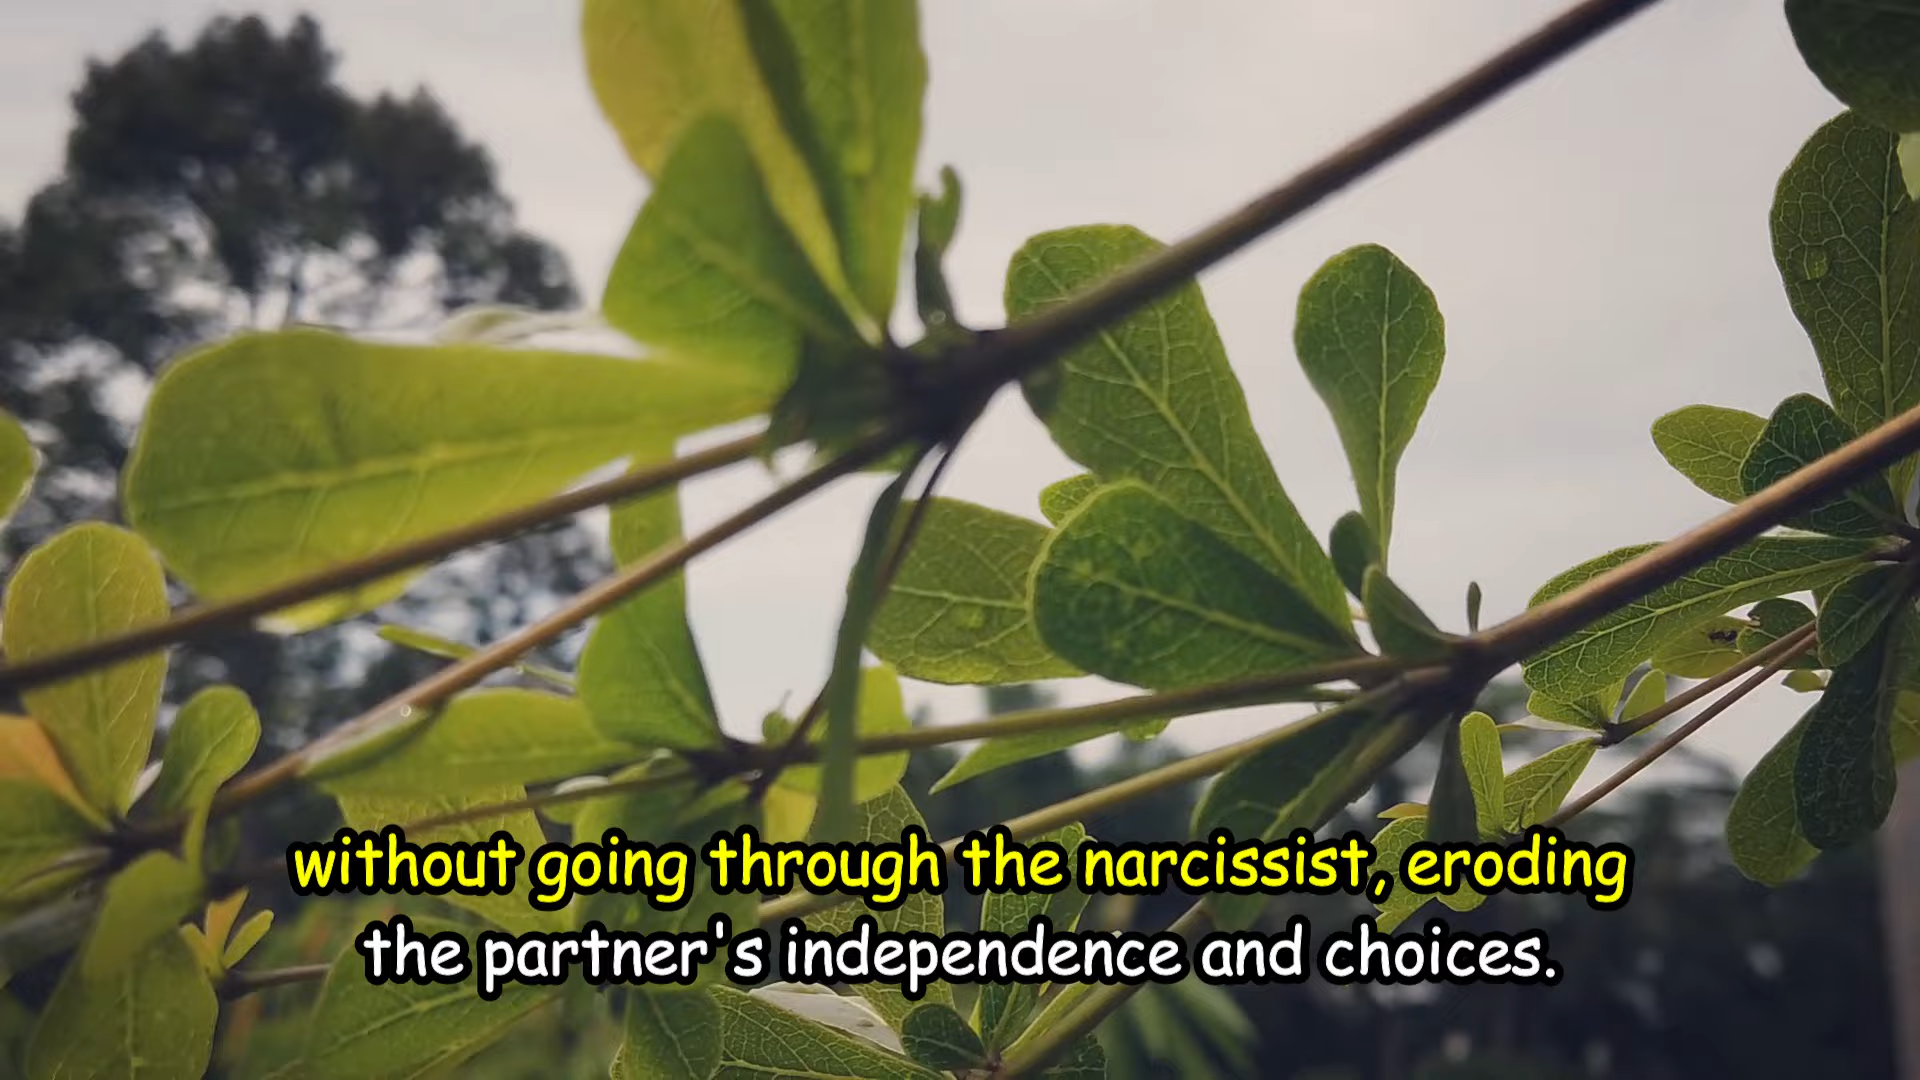 without going through the narcissist, eroding
the partner's independence and choices.